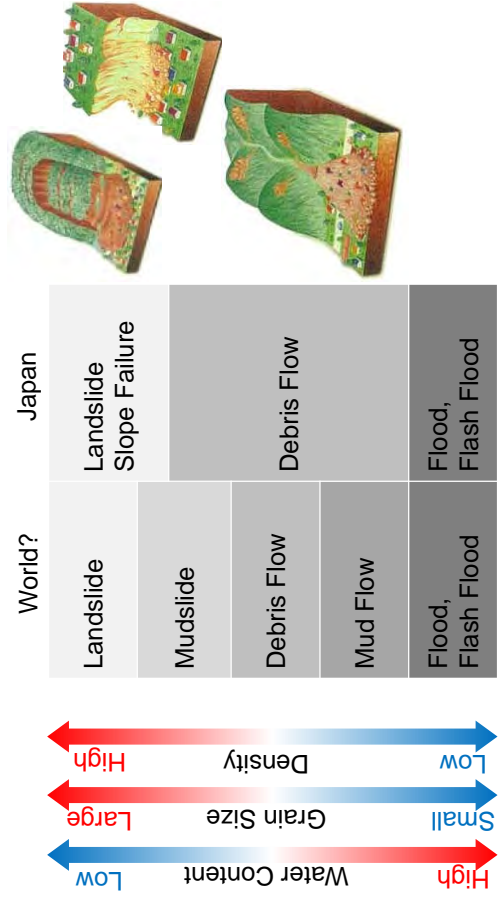 World?
Japan
Landslide
Mudslide
Debris Flow
Mud Flow
Flood,
Flash Flood
Landslide
Slope Failure
Debris Flow
Flood,
Flash Flood
High
Density
Low
Large
Grain Size
Small
Low
Water Content
High